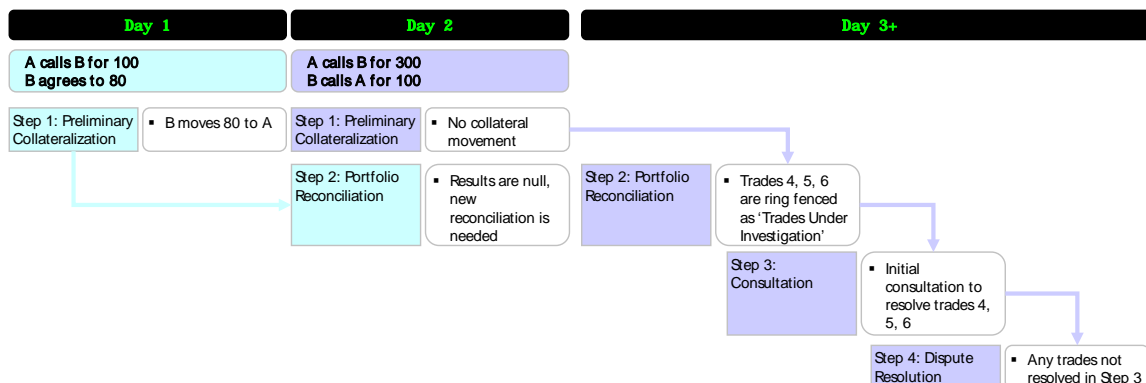 Day 1
Day 2
Day 3+
A calls B for 100
B agrees to 80
A calls B for 300
B calls A for 100
Step 1: Preliminary
Collateralization
▪ B moves 80 to A
Step 1: Preliminary
Collateralization
▪ No collateral
movement
Step 2: Portfolio
Reconciliation
▪ Results are null,
new
reconciliation is
needed
Step 2: Portfolio
Reconciliation
▪ Trades 4, 5, 6
are ring fenced
as ‘Trades Under
Investigation’
Step 3:
Consultation
▪ Initial
consultation to
resolve trades 4,
5, 6
Step 4: Dispute
Resolution
▪ Any trades not
resolved in Step 3